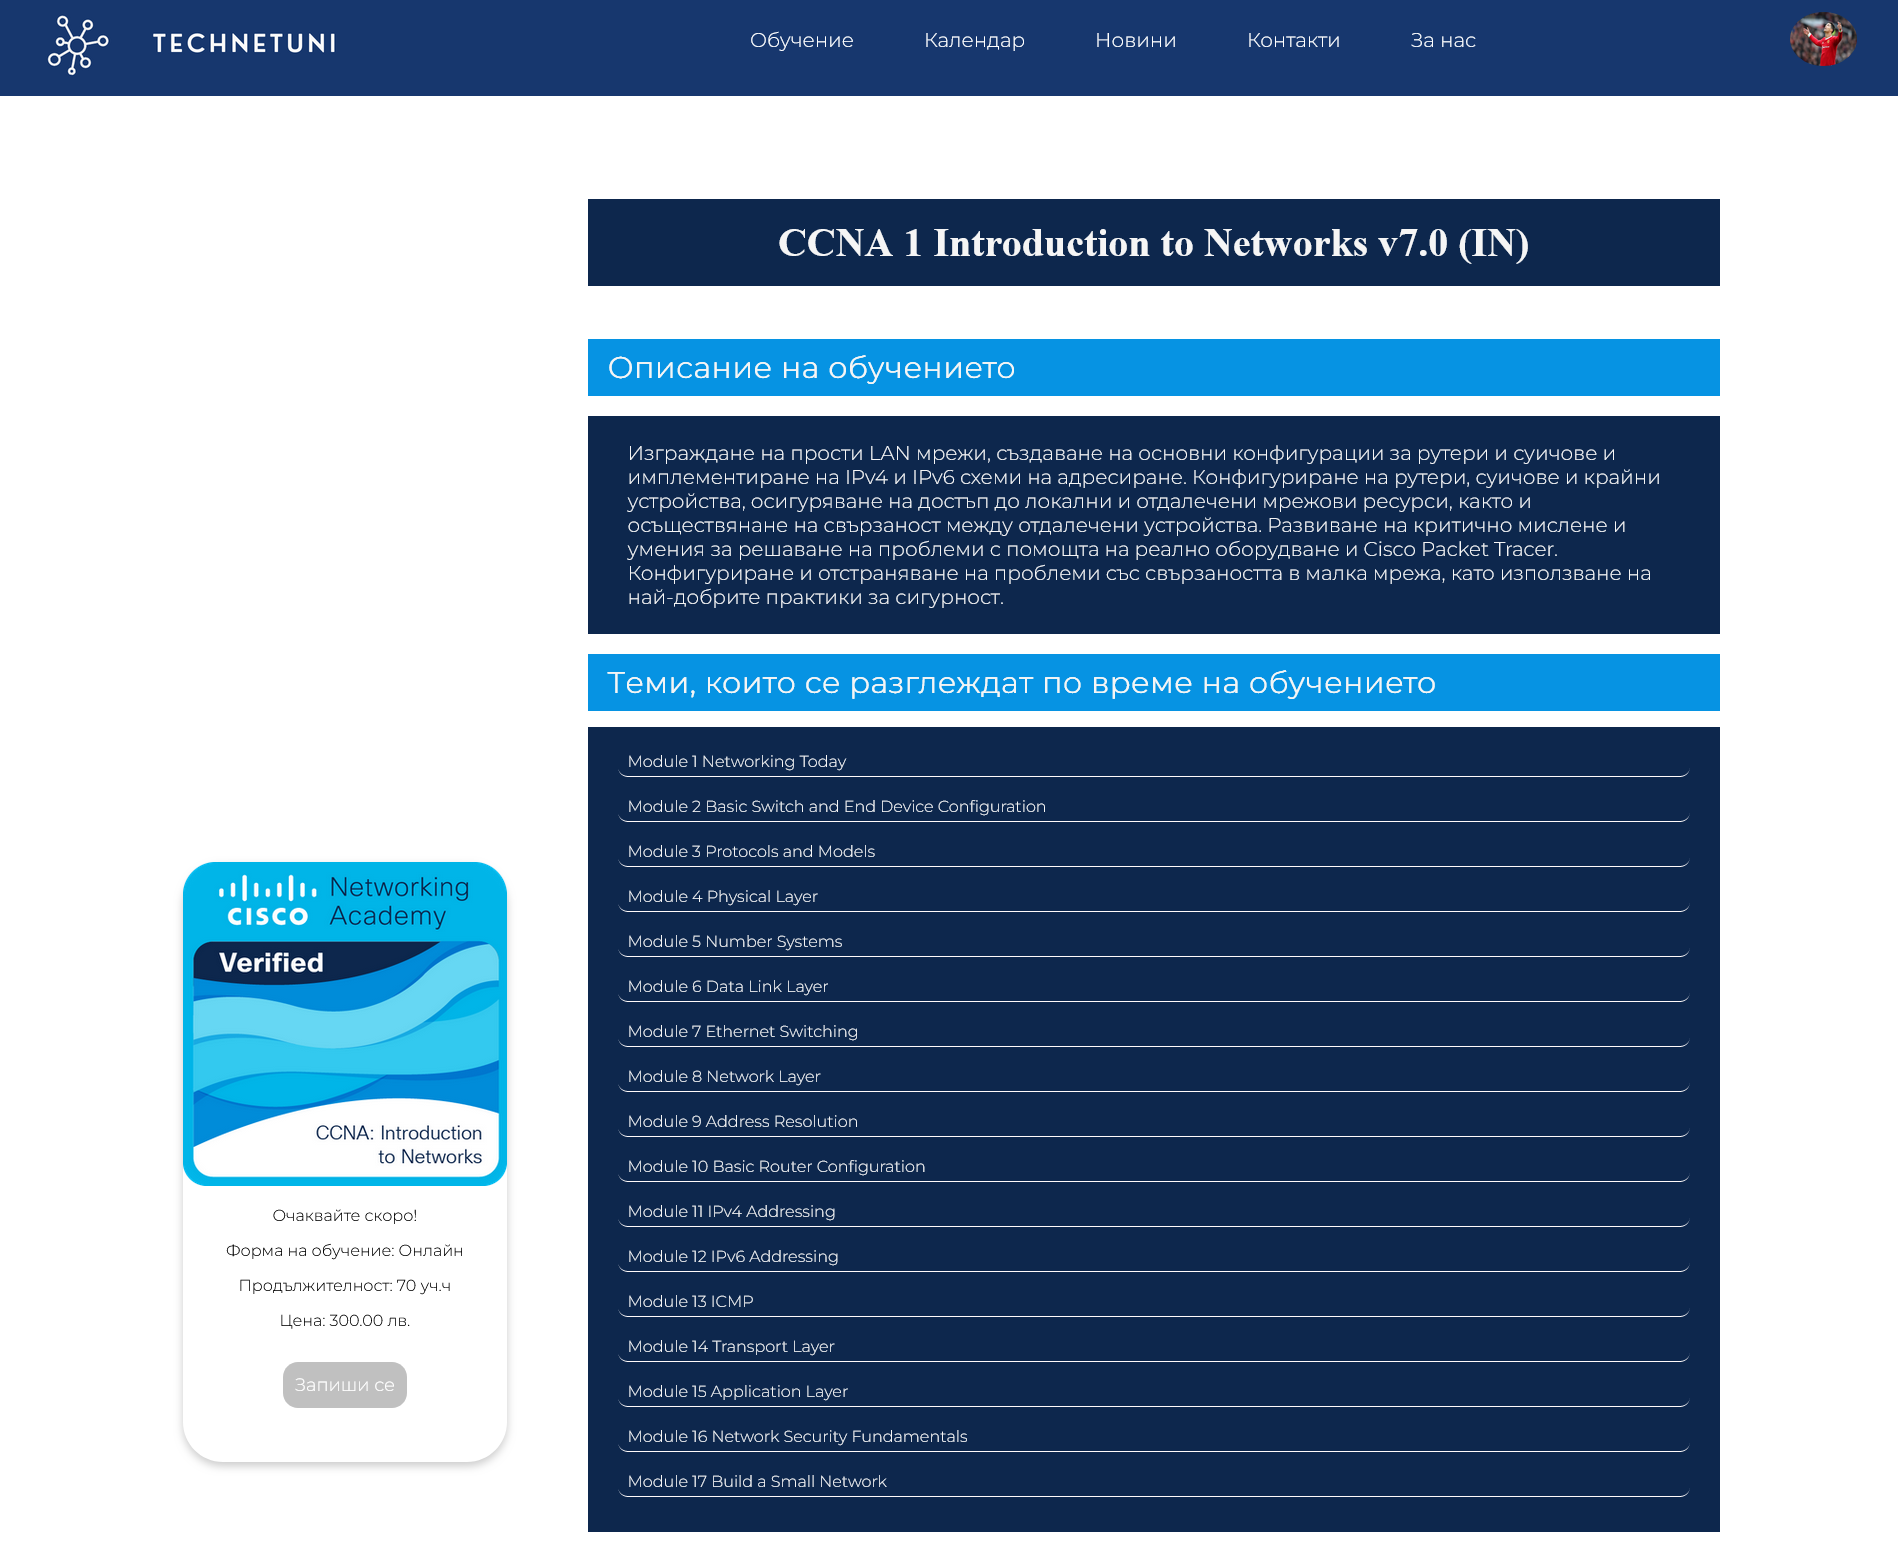 TECHNETUNI
Обучение
Календар
Новини
Контакти
За нас
CCNA 1 Introduction to Networks v7.0 (IN)
Описание на обучението
Изграждане на прости LAN мрежи, създаване на основни конфигурации за рутери и суичове и
имплементиране на IPv4 и IPv6 схеми на адресиране. Конфигуриране на рутери, суичове и крайни
устройства, осигуряване на достъп до локални и отдалечени мрежови ресурси, както и
осъществянане на свързаност между отдалечени устройства. Развиване на критично мислене и
умения за решаване на проблеми с помощта на реално оборудване и Cisco Packet Tracer.
Конфигуриране и отстраняване на проблеми със свързаността в малка мрежа, като използване на
най-добрите практики за сигурност.
Теми, които се разглеждат по време на обучението
Module 1 Networking Today
Module 2 Basic Switch and End Device Configuration
Module 3 Protocols and Models
Module 4 Physical Layer
Module 5 Number Systems
Module 6 Data Link Layer
Module 7 Ethernet Switching
Module 8 Network Layer
Module 9 Address Resolution
Module 10 Basic Router Configuration
Module 11 IPv4 Addressing
Module 12 IPv6 Addressing
Module 13 ICMP
Module 14 Transport Layer
Module 15 Application Layer
Module 16 Network Security Fundamentals
Module 17 Build a Small Network
CISCO
Networking
Academy
Verified
CCNA: Introduction
to Networks
Очаквайте скоро!
Форма на обучение: Онлайн
Продължителност: 70 уч.ч
Цена: 300.00 лв.
Запиши се